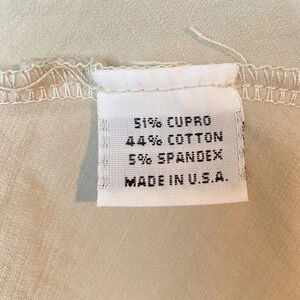 51% CUPRO
44% COTTON
5% SPANDEX
MADE IN U.S.A.